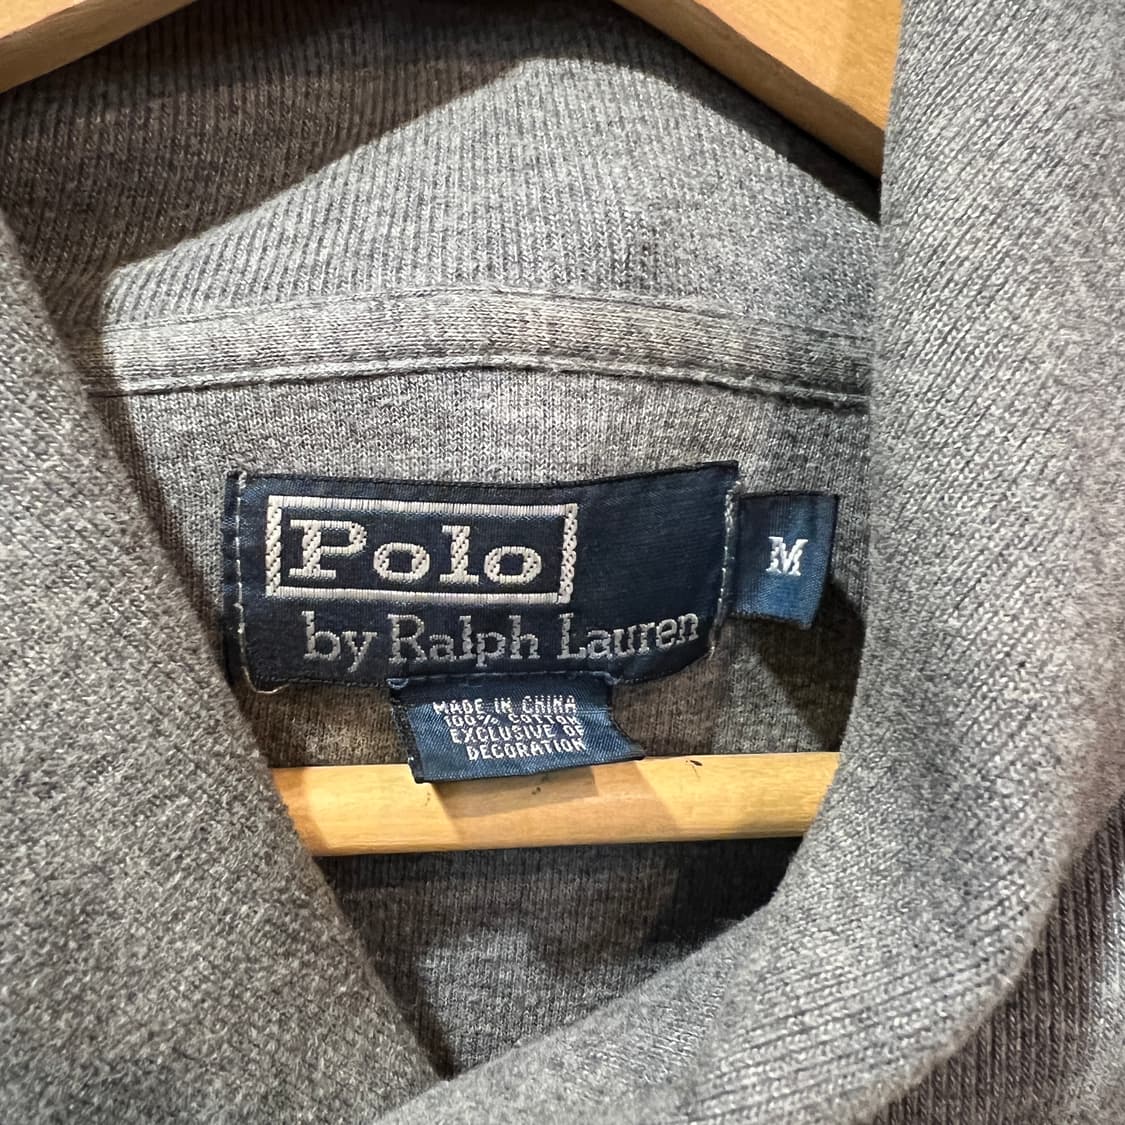 Polo
by Ralph Lauren
M
MADE IN CHINA
100% COTTON
EXCLUSIVE OF
DECORATION